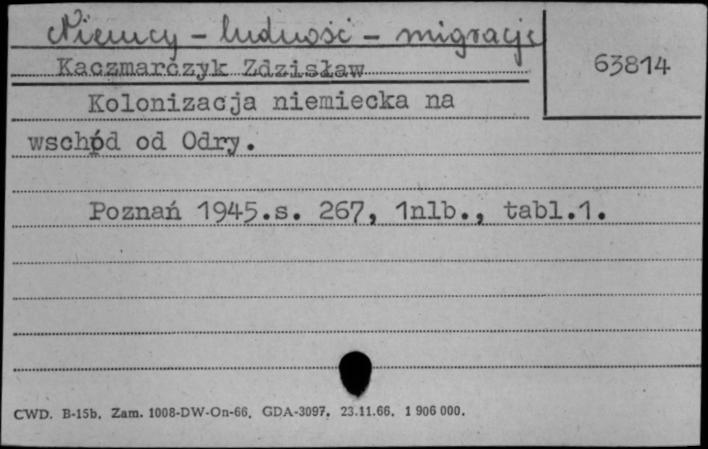 Niemcy - ludność - migracje
Kaczmarczyk Zdzisław
63814
Kolonizacja niemiecka na
wschód od Odry.
Poznań 1945.s. 267, 1nlb., tabl.1.
CWD. B-15b. Zam. 1008-DW-On-66. GDA-3097. 23.11.66. 1 906 000.